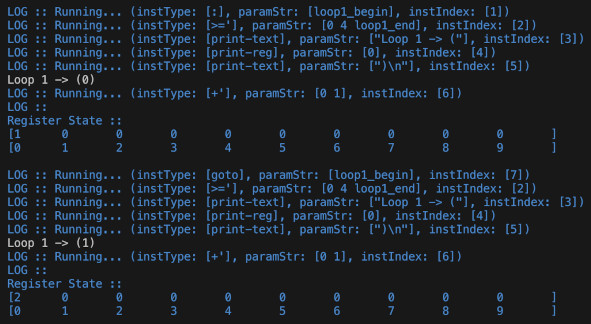 LOG :: Running... (instType: [:], paramStr: [loop1_begin], instIndex: [1])
LOG :: Running... (instType: [>='], paramStr: [0 4 loop1_end], instIndex: [2])
LOG :: Running... (instType: [print-text], paramStr: ["Loop 1 -> ("], instIndex: [3])
LOG :: Running... (instType: [print-reg], paramStr: [0], instIndex: [4])
LOG :: Running... (instType: [print-text], paramStr: [")\n"], instIndex: [5])
Loop 1 -> (0)
LOG :: Running... (instType: [+'], paramStr: [0 1], instIndex: [6])
LOG ::
Register State ::
[1 0 0 0 0 0 0 0 0 0 ]
[0 1 2 3 4 5 6 7 8 9 ]
LOG :: Running... (instType: [goto], paramStr: [loop1_begin], instIndex: [7])
LOG :: Running... (instType: [>='], paramStr: [0 4 loop1_end], instIndex: [2])
LOG :: Running... (instType: [print-text], paramStr: ["Loop 1 -> ("], instIndex: [3])
LOG :: Running... (instType: [print-reg], paramStr: [0], instIndex: [4])
LOG :: Running... (instType: [print-text], paramStr: [")\n"], instIndex: [5])
Loop 1 -> (1)
LOG :: Running... (instType: [+'], paramStr: [0 1], instIndex: [6])
LOG ::
Register State ::
[2 0 0 0 0 0 0 0 0 0 ]
[0 1 2 3 4 5 6 7 8 9 ]